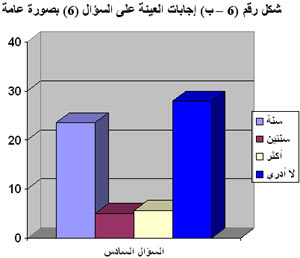 شكل رقم (6 – ب) إجابات العينة على السؤال (6) بصورة عامة
40
30
20
10
0
سنة
سنتين
أكثر
لا أدري
السؤال السادس